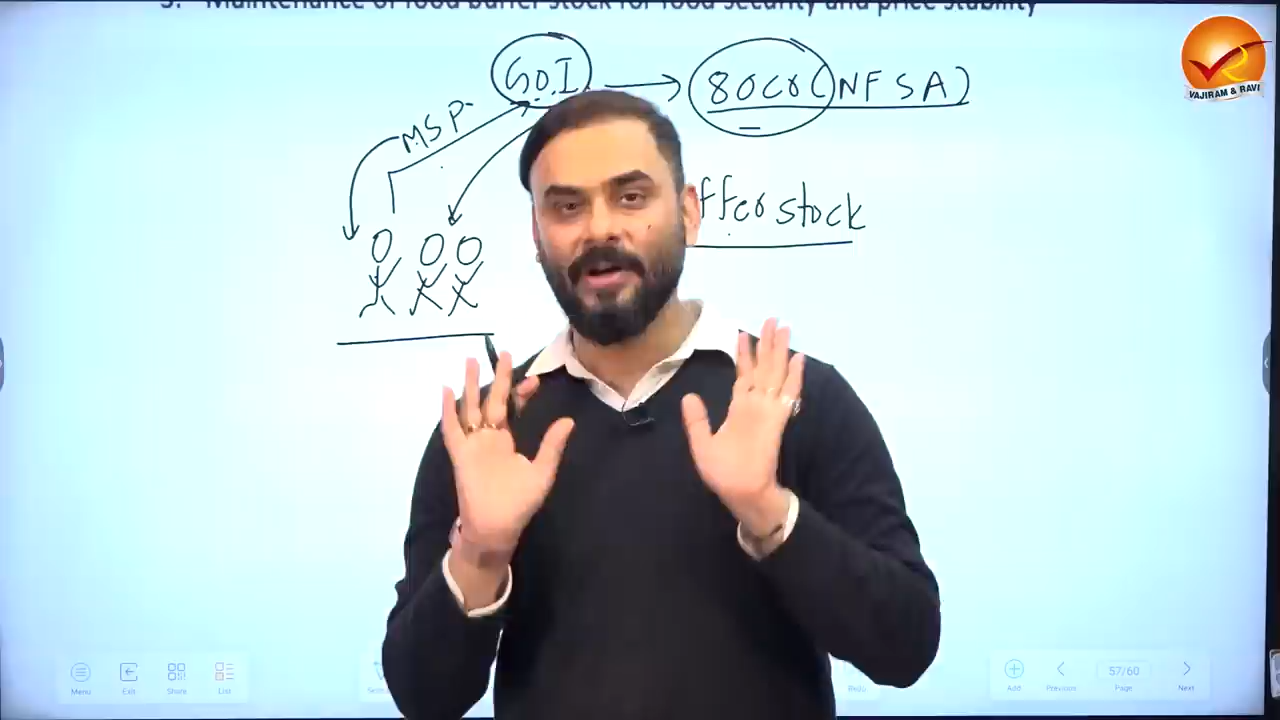 3. Maintenance of food buffer stock for food security and price stability
VAJIRAM & RAVI
G.O.I → 80Cr (NFSA)
MSP
ffer stock
Menu
Exit
Share
List
Add
Previous
57/60
Page
Next
Redo